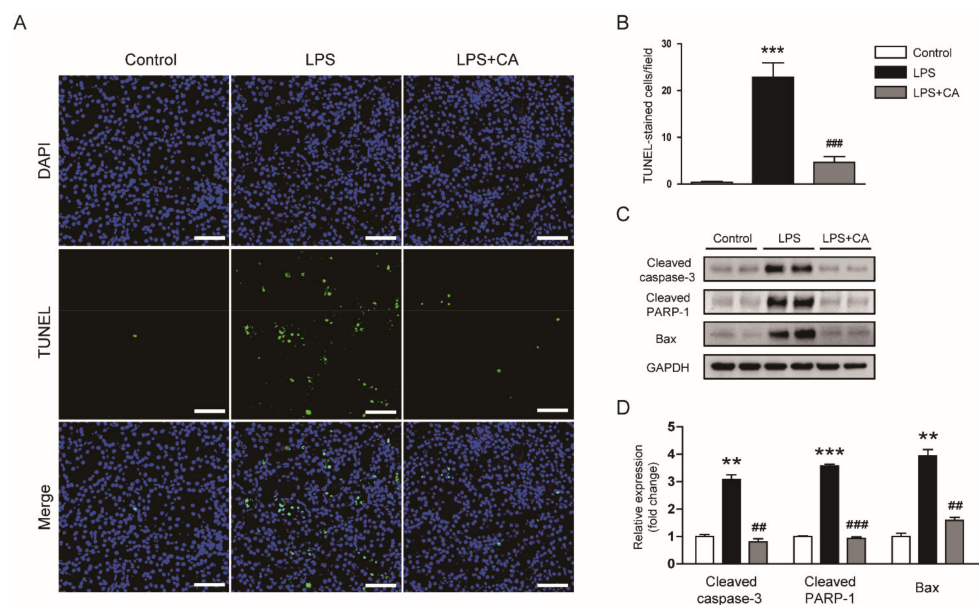 A
Control LPS LPS+CA
DAPI
TUNEL
Merge
B
TUNEL-stained cells/field
30
20
10
0
***
###
Control
LPS
LPS+CA
C
Control LPS LPS+CA
Cleaved
caspase-3
Cleaved
PARP-1
Bax
GAPDH
D
Relative expression
(fold change)
5
4
3
2
1
0
** *** **
## ### ##
Cleaved
caspase-3
Cleaved
PARP-1
Bax